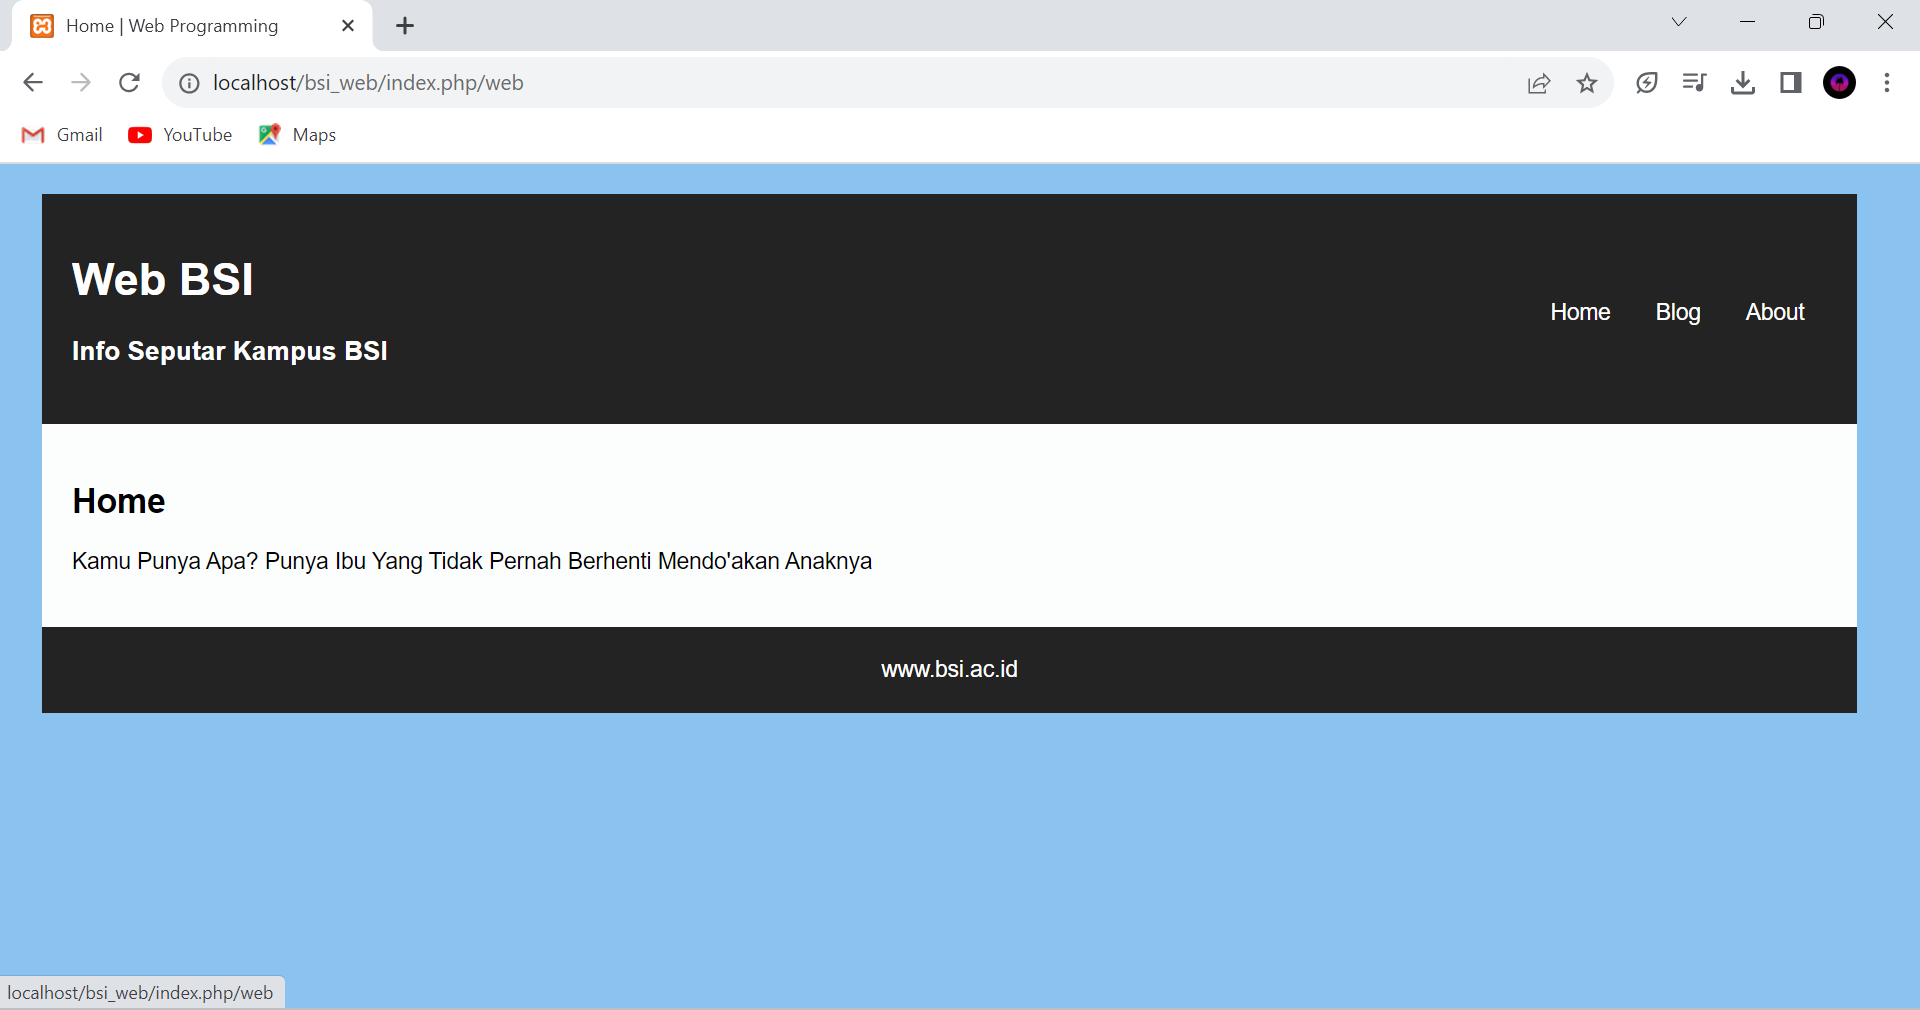 Home | Web Programming
localhost/bsi_web/index.php/web
Gmail YouTube Maps
Web BSI
Info Seputar Kampus BSI
Home Blog About
Home
Kamu Punya Apa? Punya Ibu Yang Tidak Pernah Berhenti Mendo'akan Anaknya
www.bsi.ac.id
localhost/bsi_web/index.php/web